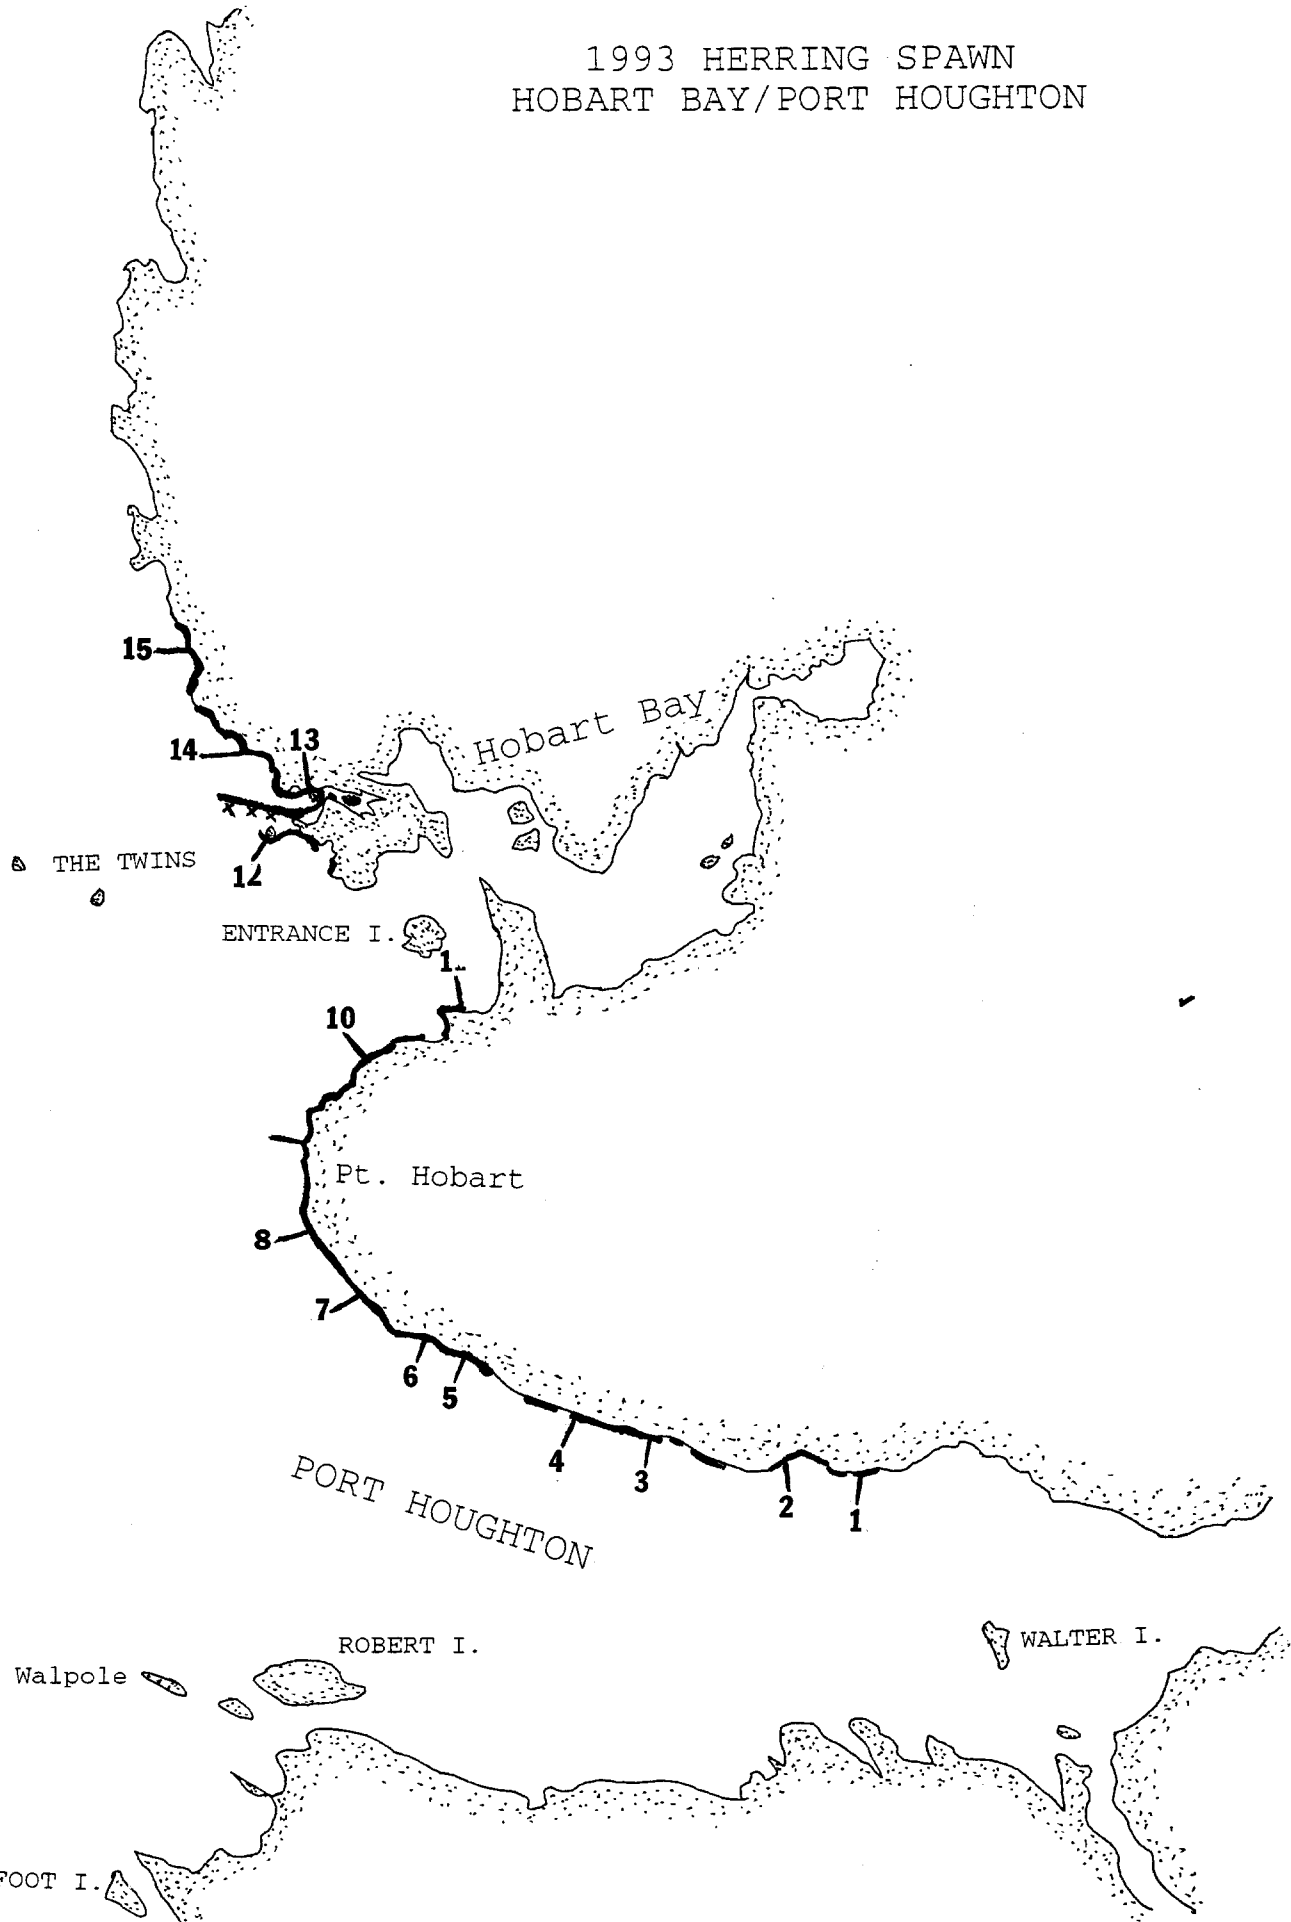 1993 HERRING SPAWN
HOBART BAY/PORT HOUGHTON
15
Hobart Bay
14
13
THE TWINS
12
ENTRANCE I.
10
Pt. Hobart
8
7
6
5
4
3
2
1
PORT HOUGHTON
ROBERT I.
WALTER I.
Walpole
FOOT I.